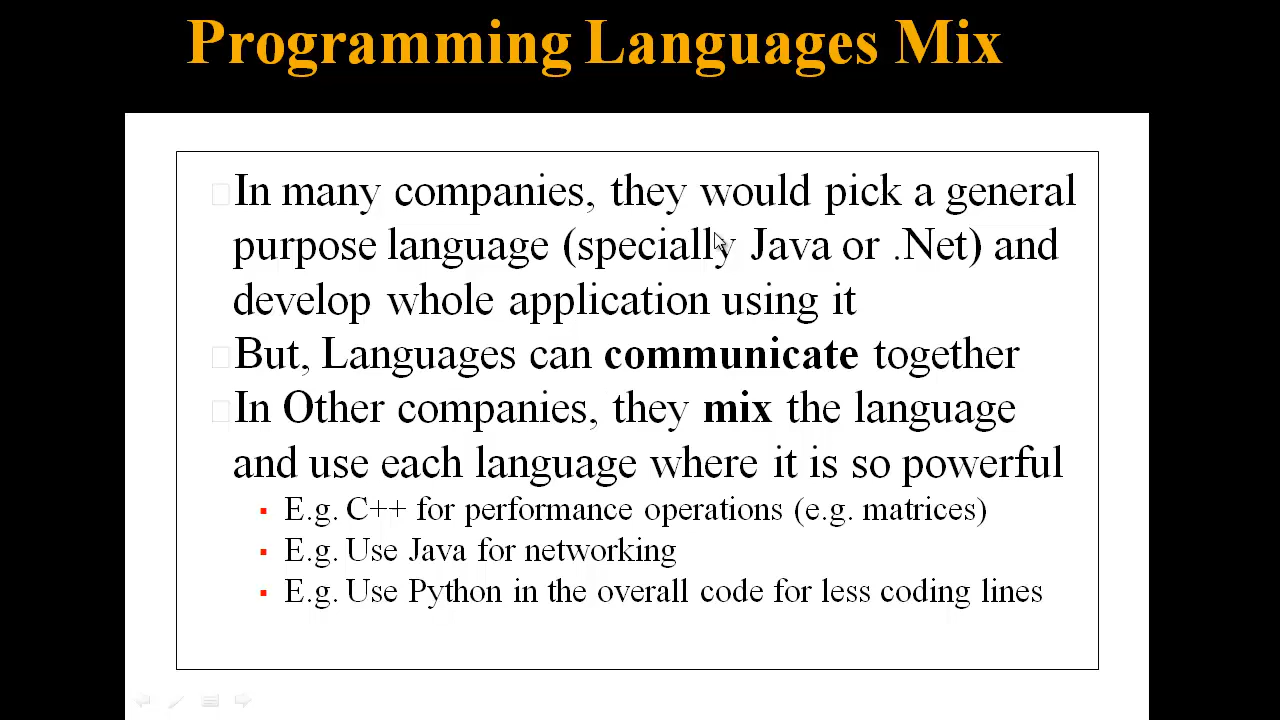 Programming Languages Mix
In many companies, they would pick a general
purpose language (specially Java or .Net) and
develop whole application using it
But, Languages can communicate together
In Other companies, they mix the language
and use each language where it is so powerful
E.g. C++ for performance operations (e.g. matrices)
E.g. Use Java for networking
E.g. Use Python in the overall code for less coding lines